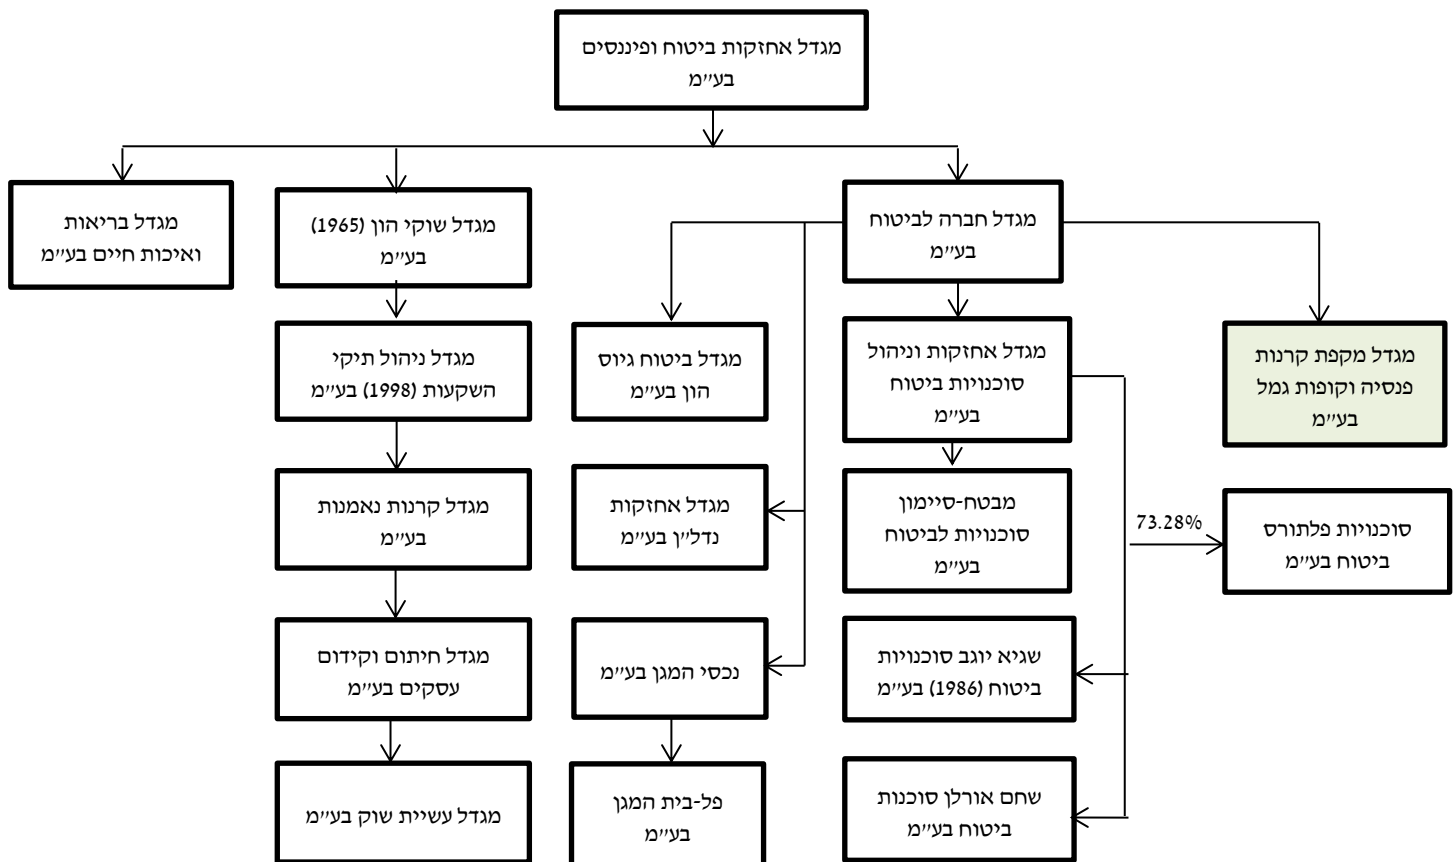 מגדל אחזקות ביטוח ופיננסים
בע"מ
מגדל חברה לביטוח
בע"מ
מגדל שוקי הון (1965)
בע"מ
מגדל בריאות
ואיכות חיים בע"מ
מגדל מקפת קרנות
פנסיה וקופות גמל
בע"מ
מגדל אחזקות וניהול
סוכנויות ביטוח
בע"מ
מגדל ביטוח גיוס
הון בע"מ
מגדל ניהול תיקי
השקעות (1998) בע"מ
סוכנויות פלתורס
ביטוח בע"מ
73.28%
מבטח-סיימון
סוכנויות לביטוח
בע"מ
מגדל אחזקות
נדל"ן בע"מ
מגדל קרנות נאמנות
בע"מ
שגיא יוגב סוכנויות
ביטוח (1986) בע"מ
נכסי המגן בע"מ
מגדל חיתום וקידום
עסקים בע"מ
שחם אורלן סוכנות
ביטוח בע"מ
פל-בית המגן
בע"מ
מגדל עשיית שוק בע"מ